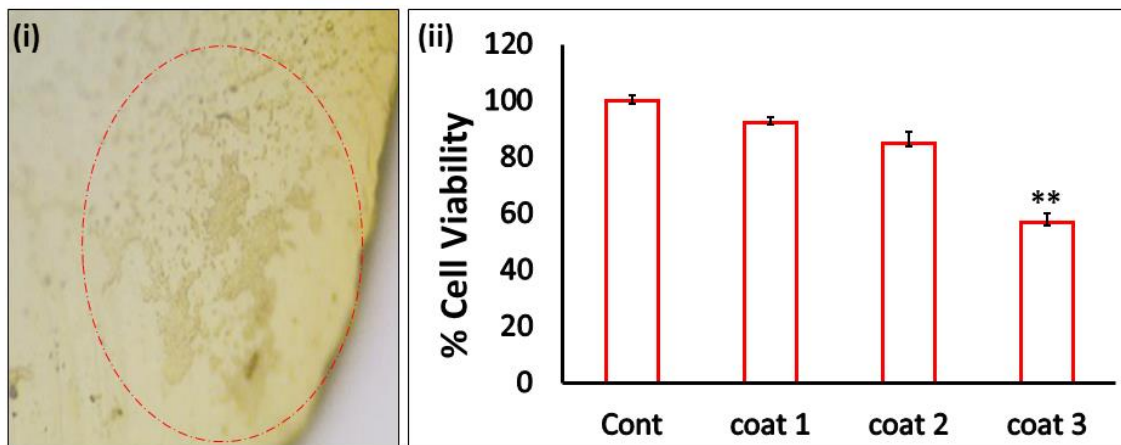 (i)
(ii)
120
100
80
60
40
20
0
% Cell Viability
**
Cont coat 1 coat 2 coat 3